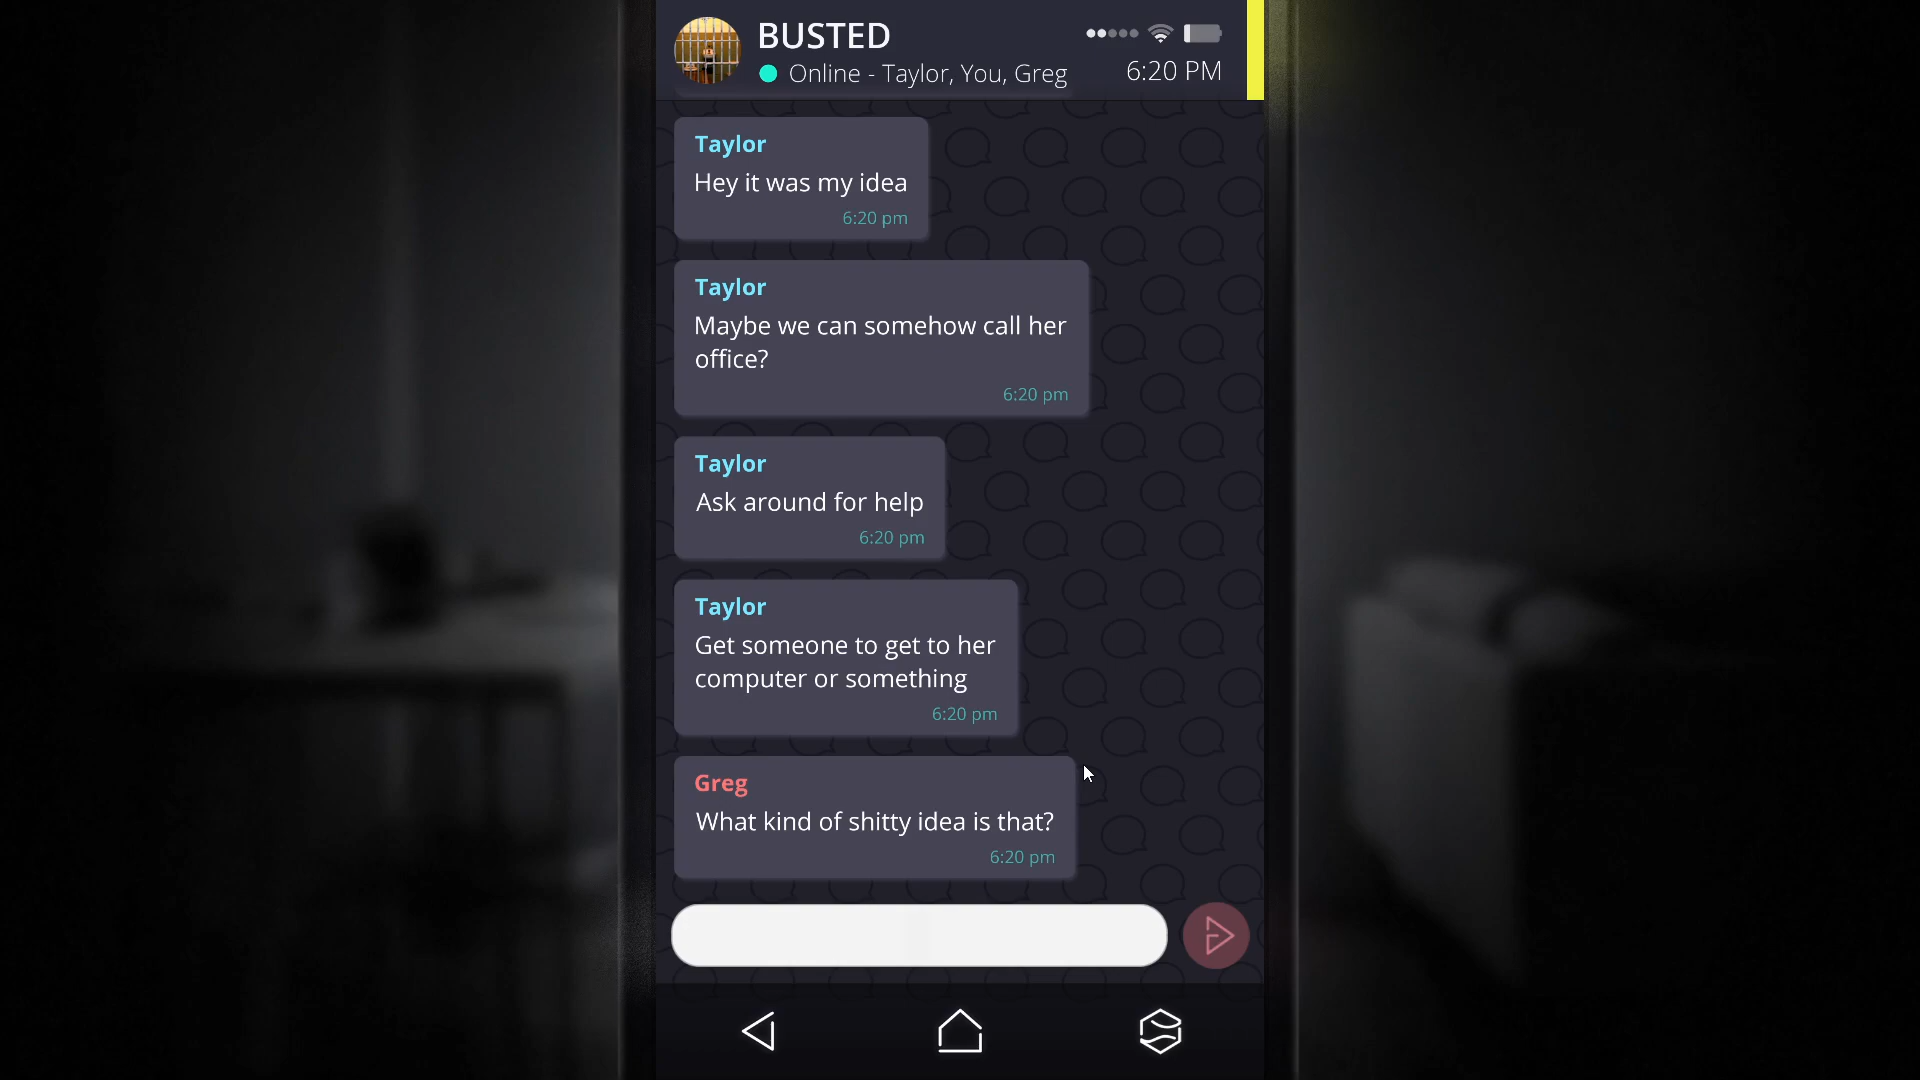 BUSTED
Online - Taylor, You, Greg
6:20 PM
Taylor
Hey it was my idea
6:20 pm
Taylor
Maybe we can somehow call her
office?
6:20 pm
Taylor
Ask around for help
6:20 pm
Taylor
Get someone to get to her
computer or something
6:20 pm
Greg
What kind of shitty idea is that?
6:20 pm